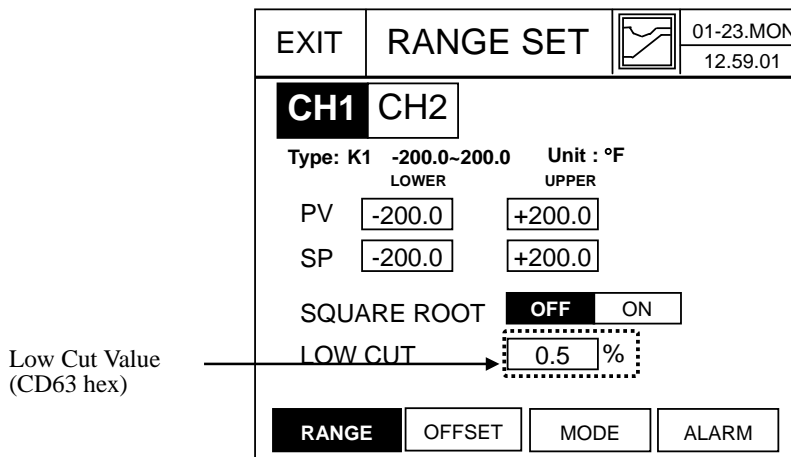 EXIT RANGE SET 01-23.MON
12.59.01
CH1 CH2
Type: K1 -200.0~200.0 Unit : °F
LOWER UPPER
PV -200.0 +200.0
SP -200.0 +200.0
SQUARE ROOT OFF ON
LOW CUT 0.5 %
Low Cut Value
(CD63 hex)
RANGE OFFSET MODE ALARM